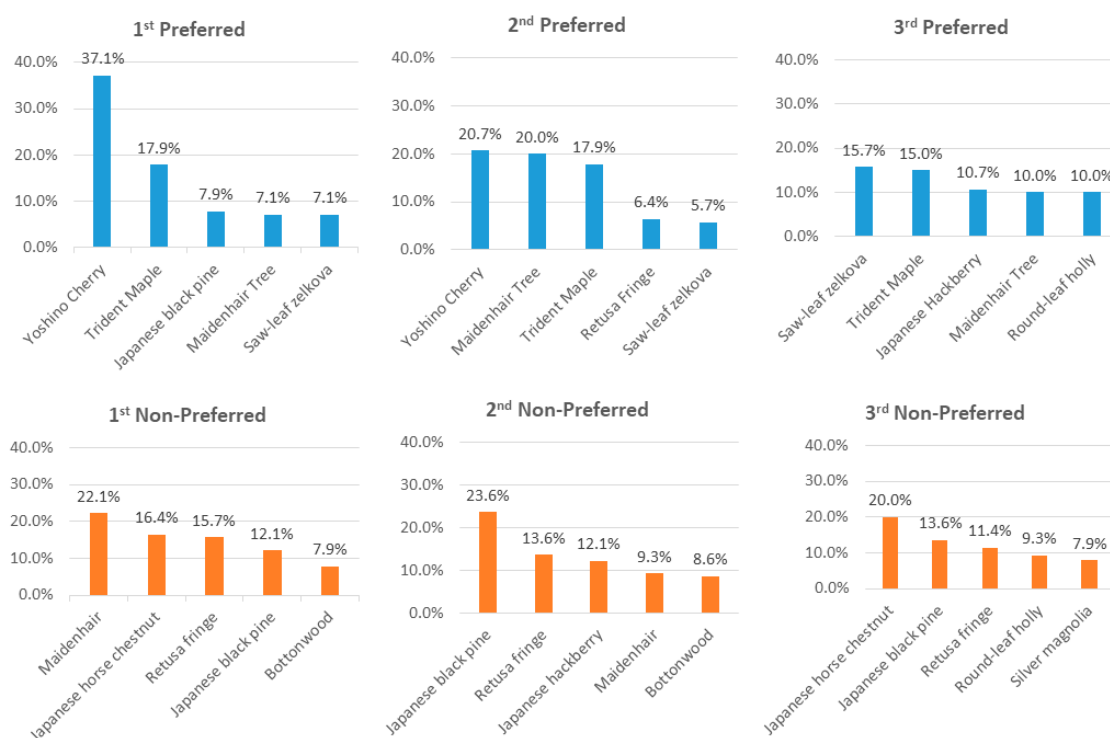 1st Preferred
40.0%
30.0%
20.0%
10.0%
0.0%
37.1%
17.9%
7.9%
7.1%
7.1%
Yoshino Cherry
Trident Maple
Japanese black pine
Maidenhair Tree
Saw-leaf zelkova
2nd Preferred
40.0%
30.0%
20.0%
10.0%
0.0%
20.7%
20.0%
17.9%
6.4%
5.7%
Yoshino Cherry
Maidenhair Tree
Trident Maple
Retusa Fringe
Saw-leaf zelkova
3rd Preferred
40.0%
30.0%
20.0%
10.0%
0.0%
15.7%
15.0%
10.7%
10.0%
10.0%
Saw-leaf zelkova
Trident Maple
Japanese Hackberry
Maidenhair Tree
Round-leaf holly
1st Non-Preferred
40.0%
30.0%
20.0%
10.0%
0.0%
22.1%
16.4%
15.7%
12.1%
7.9%
Maidenhair
Japanese horse chestnut
Retusa fringe
Japanese black pine
Bottonwood
2nd Non-Preferred
40.0%
30.0%
20.0%
10.0%
0.0%
23.6%
13.6%
12.1%
9.3%
8.6%
Japanese black pine
Retusa fringe
Japanese hackberry
Maidenhair
Bottonwood
3rd Non-Preferred
40.0%
30.0%
20.0%
10.0%
0.0%
20.0%
13.6%
11.4%
9.3%
7.9%
Japanese horse chestnut
Japanese black pine
Retusa fringe
Round-leaf holly
Silver magnolia